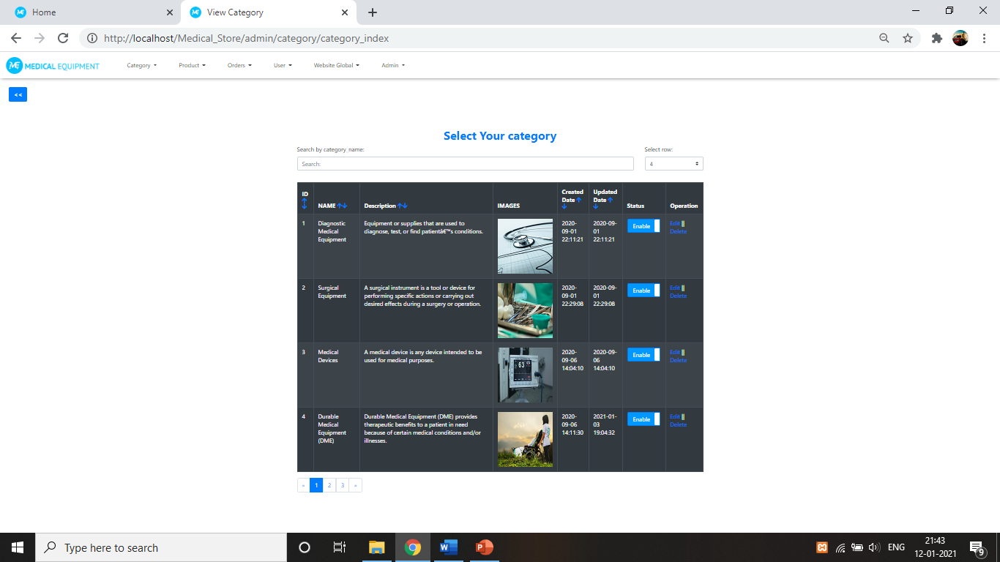 Home
View Category
http://localhost/Medical_Store/admin/category/category_index
ME MEDICAL EQUIPMENT
Category Product Orders User Website Global Admin
<<
Select Your category
Search by category_name:
Select row:
Search:
4
ID NAME Description IMAGES Created Date Updated Date Status Operation
1
Diagnostic
Medical
Equipment
Equipment or supplies that are used to
diagnose, test, or find patientâ€™s conditions.
2020-
09-01
22:11:21
2020-09-
01
22:11:21
Enable
Edit ||
Delete
2
Surgical
Equipment
A surgical instrument is a tool or device for
performing specific actions or carrying out
desired effects during a surgery or operation.
2020-
09-01
22:29:08
2020-09-
01
22:29:08
Enable
Edit ||
Delete
3
Medical
Devices
A medical device is any device intended to be
used for medical purposes.
63
2020-
09-06
14:04:10
2020-09-
06
14:04:10
Enable
Edit ||
Delete
4
Durable
Medical
Equipment
(DME)
Durable Medical Equipment (DME) provides
therapeutic benefits to a patient in need
because of certain medical conditions and/or
illnesses.
2020-
09-06
14:11:30
2021-01-
03
19:04:32
Enable
Edit ||
Delete
« 1 2 3 »
Type here to search
ENG
21:43
12-01-2021
9